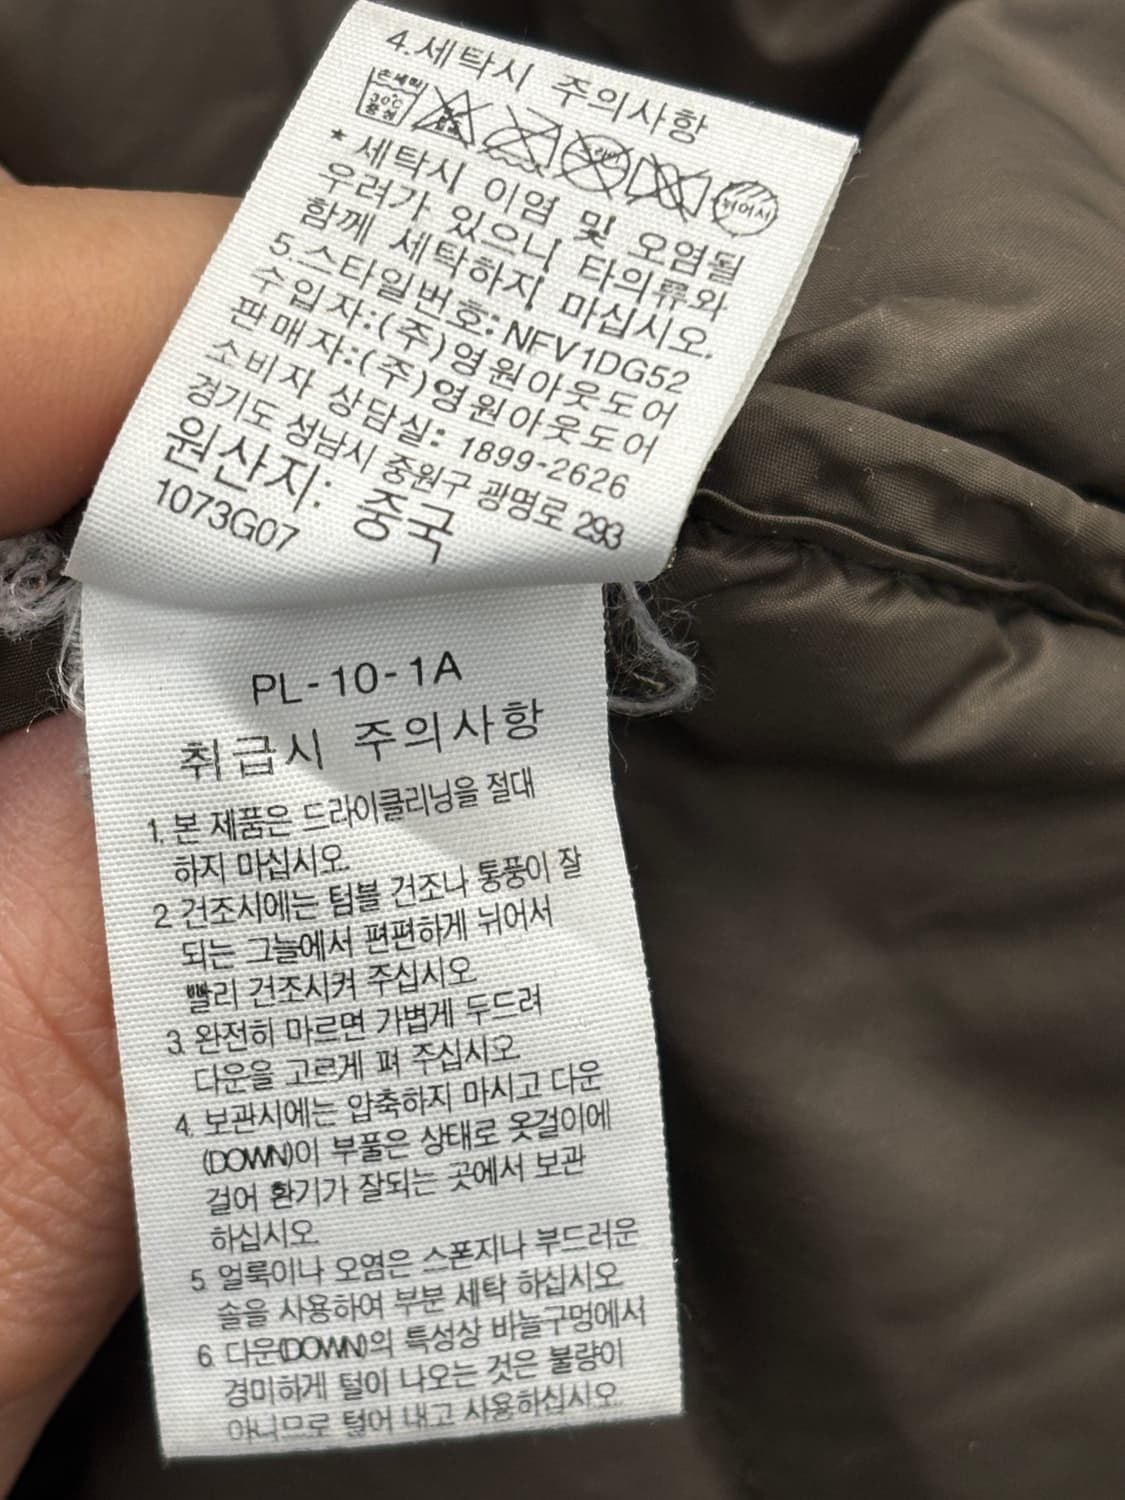 4.세탁시 주의사항
손세탁
30℃
중성
뉘어서
* 세탁시 이염 및 오염될
우려가 있으니 타의류와
함께 세탁하지 마십시오.
5.스타일번호: NFV1DG52
수입자:(주)영원아웃도어
판매자:(주)영원아웃도어
소비자 상담실: 1899-2626
경기도 성남시 중원구 광명로 293
원산지: 중국
1073G07
PL-10-1A
취급시 주의사항
1. 본 제품은 드라이클리닝을 절대
하지 마십시오.
2. 건조시에는 텀블 건조나 통풍이 잘
되는 그늘에서 편편하게 뉘어서
빨리 건조시켜 주십시오.
3. 완전히 마르면 가볍게 두드려
다운을 고르게 펴 주십시오.
4. 보관시에는 압축하지 마시고 다운
(DOWN)이 부풀은 상태로 옷걸이에
걸어 환기가 잘되는 곳에서 보관
하십시오.
5. 얼룩이나 오염은 스폰지나 부드러운
솔을 사용하여 부분 세탁 하십시오.
6. 다운(DOWN)의 특성상 바늘구멍에서
경미하게 털이 나오는 것은 불량이
아니므로 털어 내고 사용하십시오.